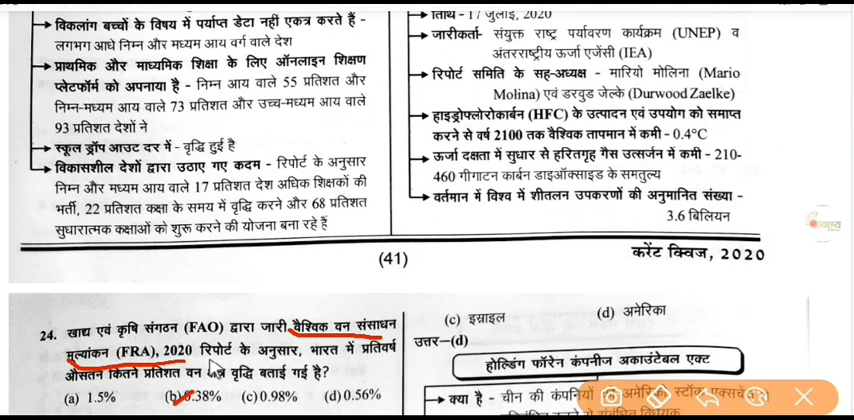 विकलांग बच्चों के विषय में पर्याप्त डेटा नही एकत्र करते हैं -
लगभग आधे निम्न और मध्यम आय वर्ग वाले देश
प्राथमिक और माध्यमिक शिक्षा के लिए ऑनलाइन शिक्षण
प्लेटफॉर्म को अपनाया है - निम्न आय वाले 55 प्रतिशत और
निम्न-मध्यम आय वाले 73 प्रतिशत और उच्च-मध्यम आय वाले
93 प्रतिशत देशों ने
स्कूल ड्रॉप आउट दर में - वृद्धि हुई है
विकासशील देशों द्वारा उठाए गए कदम - रिपोर्ट के अनुसार
निम्न और मध्यम आय वाले 17 प्रतिशत देश अधिक शिक्षकों की
भर्ती, 22 प्रतिशत कक्षा के समय में वृद्धि करने और 68 प्रतिशत
सुधारात्मक कक्षाओं को शुरू करने की योजना बना रहे हैं
तिथि - 17 जुलाई, 2020
जारीकर्ता- संयुक्त राष्ट्र पर्यावरण कार्यक्रम (UNEP) व
अंतरराष्ट्रीय ऊर्जा एजेंसी (IEA)
रिपोर्ट समिति के सह-अध्यक्ष - मारियो मोलिना (Mario
Molina) एवं डरवुड जेल्के (Durwood Zaelke)
हाइड्रोफ्लोरोकार्बन (HFC) के उत्पादन एवं उपयोग को समाप्त
करने से वर्ष 2100 तक वैश्विक तापमान में कमी - 0.4°C
ऊर्जा दक्षता में सुधार से हरितगृह गैस उत्सर्जन में कमी - 210-
460 गीगाटन कार्बन डाइऑक्साइड के समतुल्य
वर्तमान में विश्व में शीतलन उपकरणों की अनुमानित संख्या -
3.6 बिलियन
(41)
करेंट क्विज, 2020
24. खाद्य एवं कृषि संगठन (FAO) द्वारा जारी वैश्विक वन संसाधन
मूल्यांकन (FRA), 2020 रिपोर्ट के अनुसार, भारत में प्रतिवर्ष
औसतन कितने प्रतिशत वन वृद्धि बताई गई है?
(a) 1.5% (b) 0.38% (c) 0.98% (d) 0.56%
(c) इस्राइल (d) अमेरिका
उत्तर–(d)
होल्डिंग फॉरेन कंपनीज अकाउंटेबल एक्ट
क्या है - चीन की कंपनियों